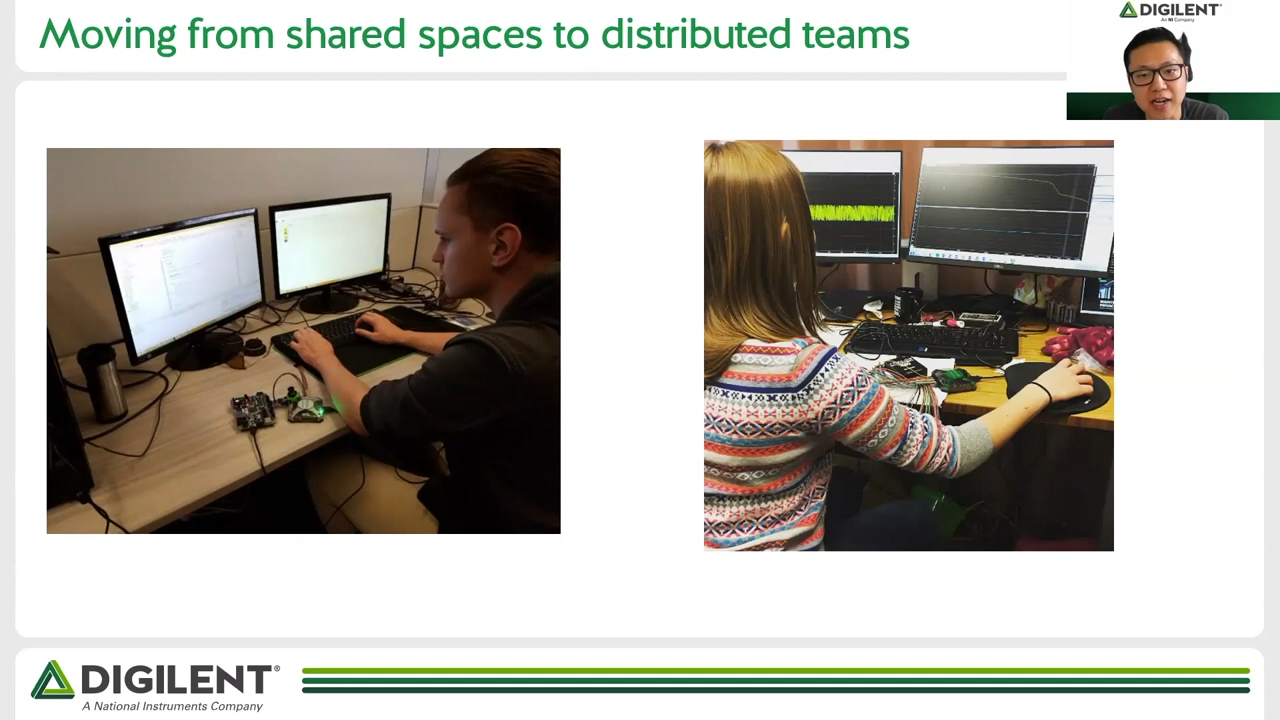 Moving from shared spaces to distributed teams
DIGILENT®
An NI Company
DIGILENT®
A National Instruments Company